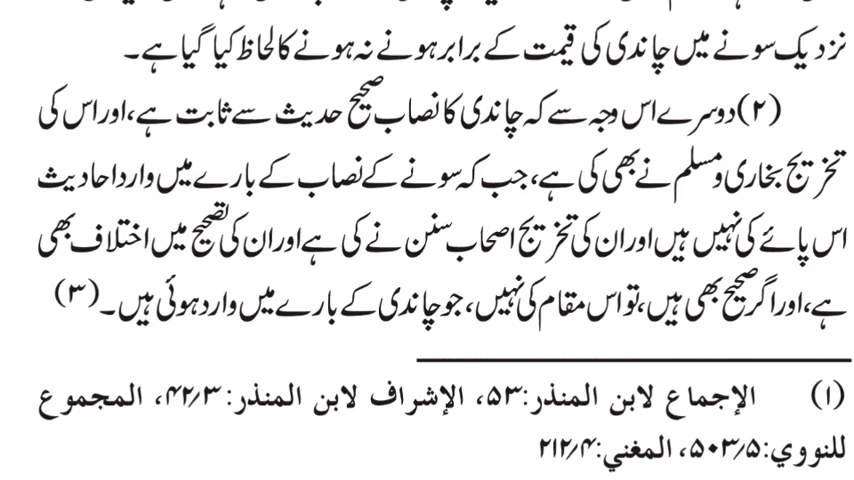 نزدیک سونے میں چاندی کی قیمت کے برابر ہونے نہ ہونے کا لحاظ کیا گیا ہے۔
(۲) دوسرے اس وجہ سے کہ چاندی کا نصاب صحیح حدیث سے ثابت ہے، اور اس کی
تخریج بخاری و مسلم نے بھی کی ہے، جب کہ سونے کے نصاب کے بارے میں وارد احادیث
اس پائے کی نہیں ہیں اور ان کی تخریج اصحاب سنن نے کی ہے اور ان کی تصحیح میں اختلاف بھی
ہے، اور اگر صحیح بھی ہیں، تو اس مقام کی نہیں، جو چاندی کے بارے میں وارد ہوئی ہیں۔ (۳)
(۱) الإجماع لابن المنذر:۵۳، الإشراف لابن المنذر:۴۲/۳، المجموع
للنووي:۵۰۳/۵، المغني:۲۱۲/۴